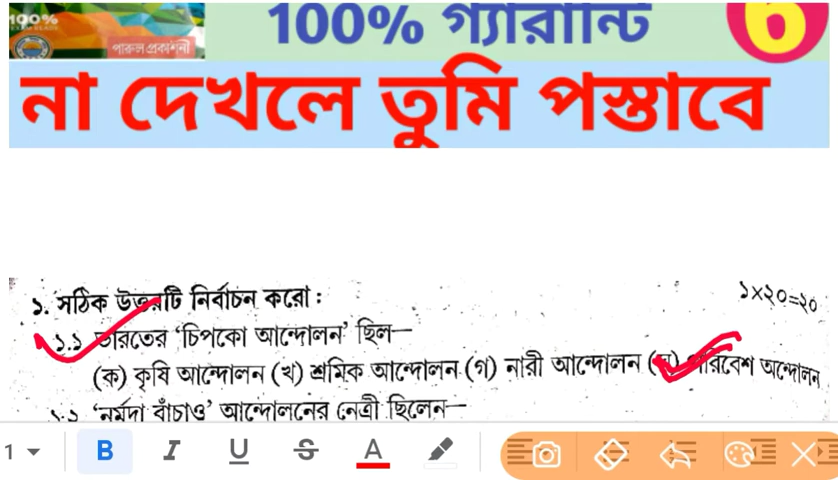 100%
পারুল প্রকাশনী
100% গ্যারান্টি
6
না দেখলে তুমি পস্তাবে
১. সঠিক উত্তরটি নির্বাচন করো :
১×২০=২০
১.১ ভারতের ‘চিপকো আন্দোলন’ ছিল—
(ক) কৃষি আন্দোলন (খ) শ্রমিক আন্দোলন (গ) নারী আন্দোলন (ঘ) পরিবেশ আন্দোলন
১.২ ‘নর্মদা বাঁচাও’ আন্দোলনের নেত্রী ছিলেন—
1 B I U S A